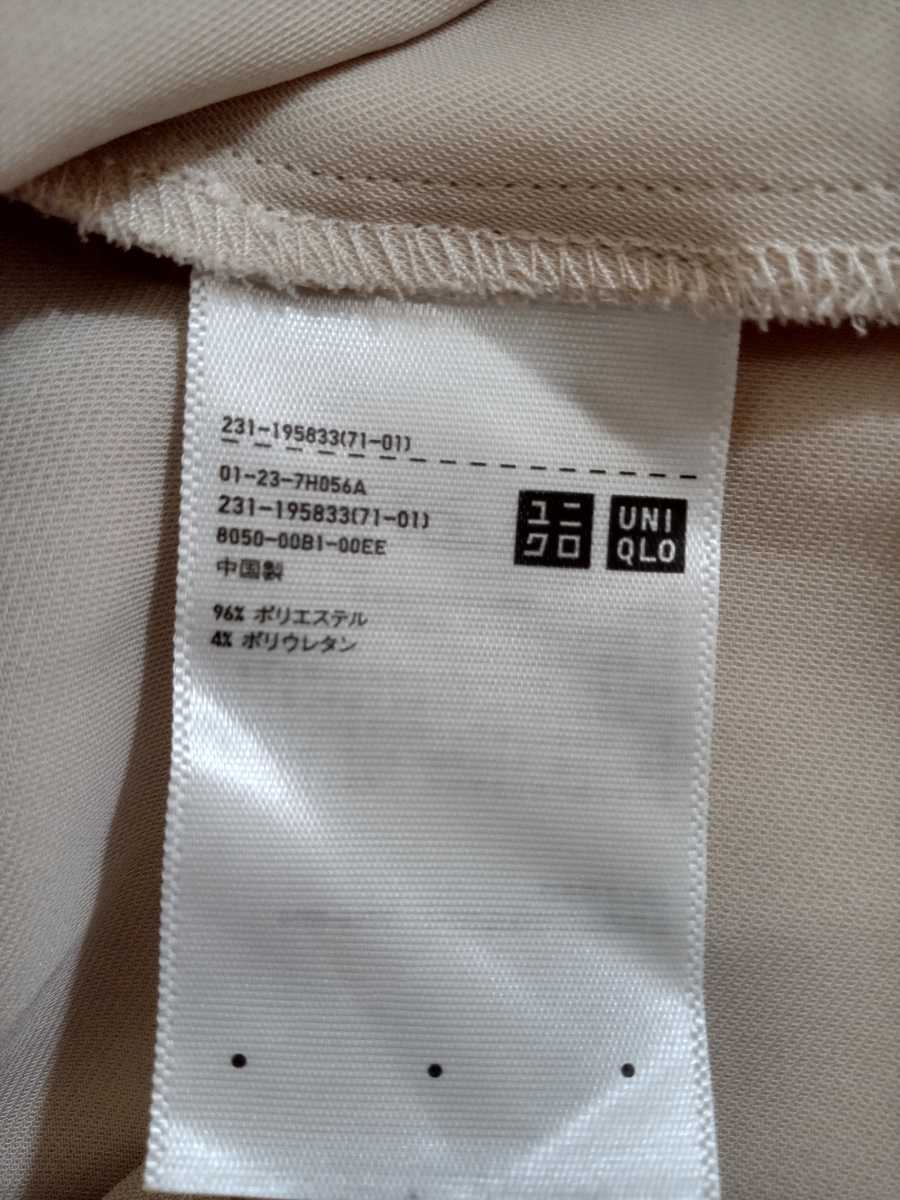 231-195833(71-01)
01-23-7H056A
231-195833(71-01)
8050-00B1-00EE
中国製
96% ポリエステル
4% ポリウレタン
ユニ
クロ
UNI
QLO